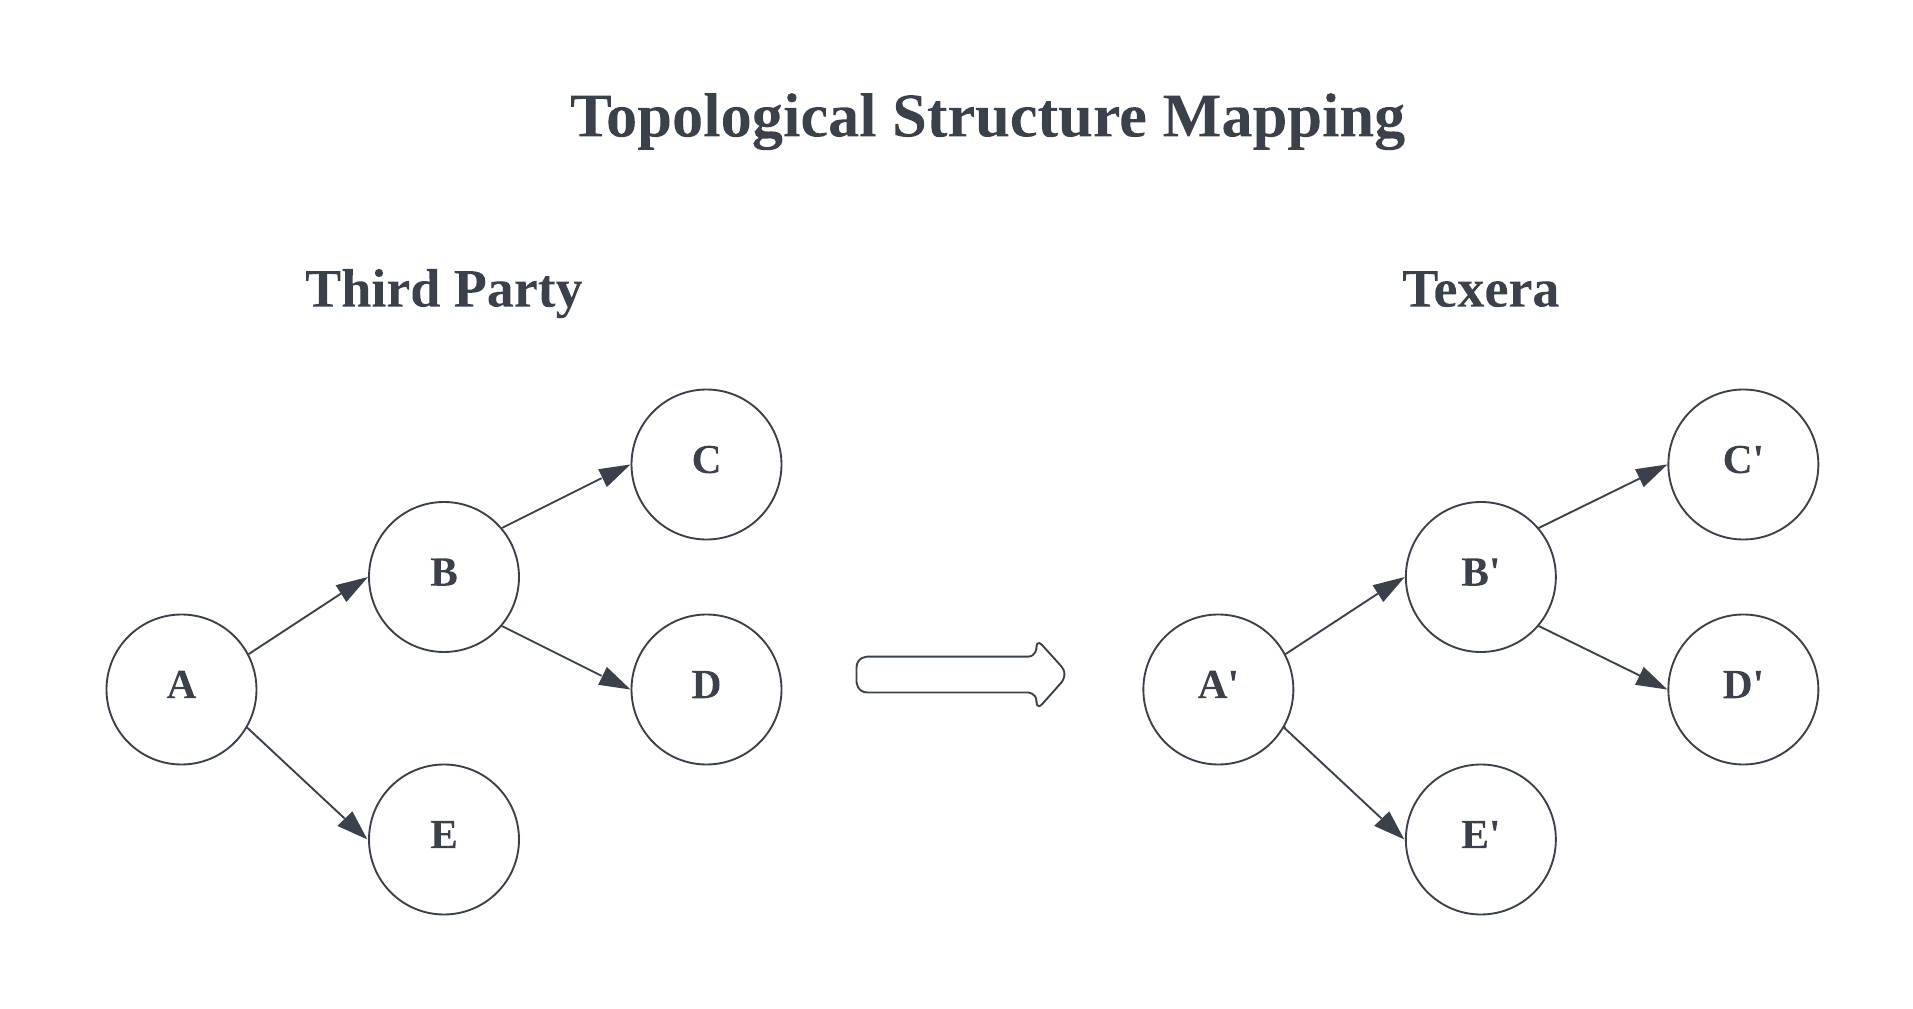 Topological Structure Mapping
Third Party
Texera
C
B
A
D
E
C'
B'
A'
D'
E'